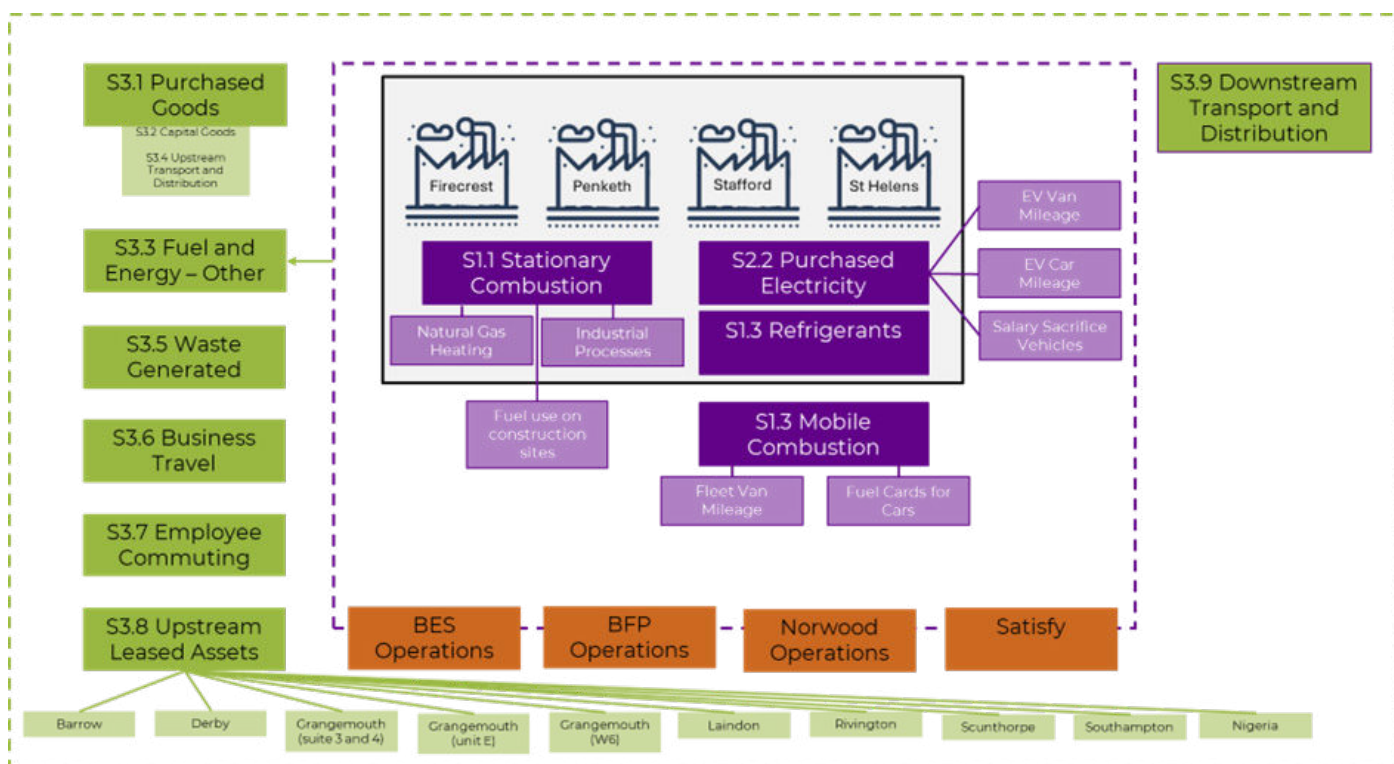 S3.1 Purchased
Goods
S3.2 Capital Goods
S3.4 Upstream
Transport and
Distribution
S3.3 Fuel and
Energy – Other
S3.5 Waste
Generated
S3.6 Business
Travel
S3.7 Employee
Commuting
S3.8 Upstream
Leased Assets
Firecrest
Penketh
Stafford
St Helens
S1.1 Stationary
Combustion
Natural Gas
Heating
Industrial
Processes
Fuel use on
construction
sites
S2.2 Purchased
Electricity
S1.3 Refrigerants
EV Van
Mileage
EV Car
Mileage
Salary Sacrifice
Vehicles
S1.3 Mobile
Combustion
Fleet Van
Mileage
Fuel Cards for
Cars
S3.9 Downstream
Transport and
Distribution
BES
Operations
BFP
Operations
Norwood
Operations
Satisfy
Barrow
Derby
Grangemouth
(suite 3 and 4)
Grangemouth
(unit E)
Grangemouth
(W6)
Laindon
Rivington
Scunthorpe
Southampton
Nigeria